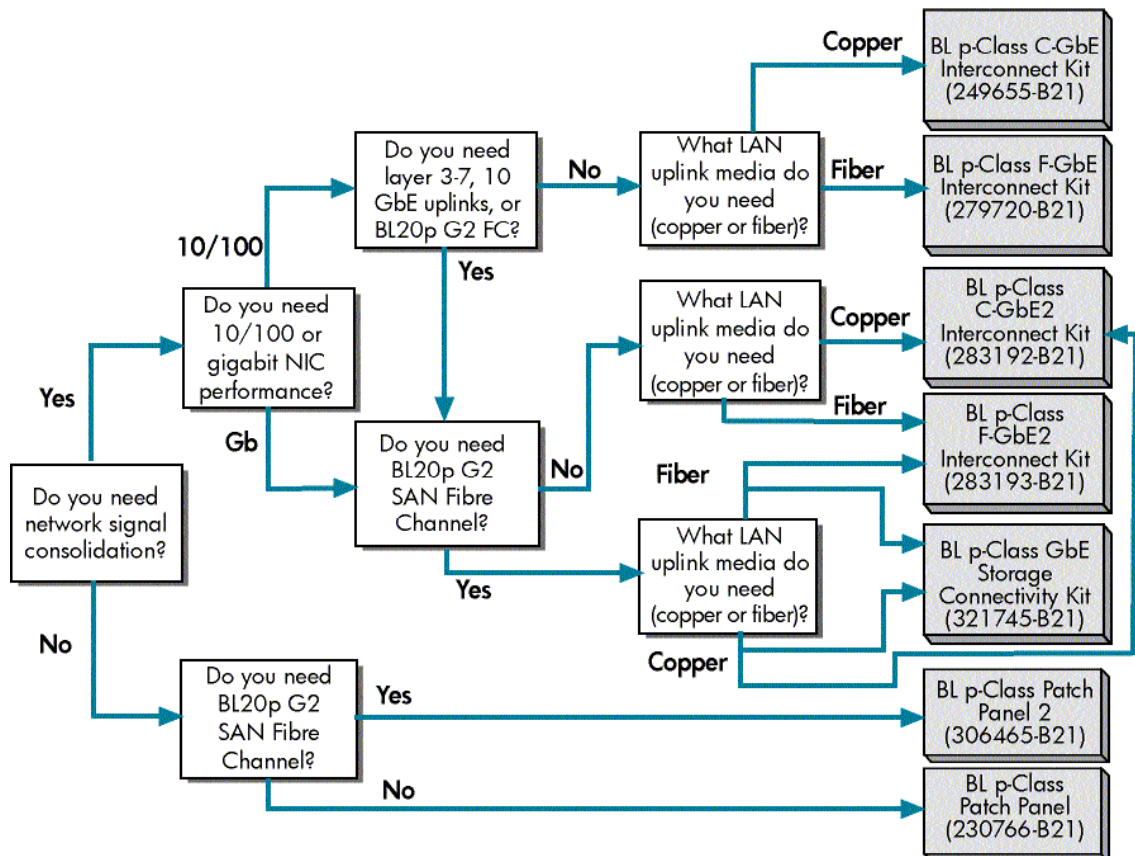 Copper
BL p-Class C-GbE
Interconnect Kit
(249655-B21)
Do you need
layer 3-7, 10
GbE uplinks, or
BL20p G2 FC?
No
What LAN
uplink media do
you need
(copper or fiber)?
Fiber
BL p-Class F-GbE
Interconnect Kit
(279720-B21)
10/100
Yes
Do you need
10/100 or
gigabit NIC
performance?
What LAN
uplink media do
you need
(copper or fiber)?
Copper
BL p-Class
C-GbE2
Interconnect Kit
(283192-B21)
Yes
Gb
Do you need
BL20p G2
SAN Fibre
Channel?
No
Fiber
BL p-Class
F-GbE2
Interconnect Kit
(283193-B21)
Do you need
network signal
consolidation?
Fiber
Yes
What LAN
uplink media do
you need
(copper or fiber)?
BL p-Class GbE
Storage
Connectivity Kit
(321745-B21)
Copper
No
Do you need
BL20p G2
SAN Fibre
Channel?
Yes
BL p-Class Patch
Panel 2
(306465-B21)
No
BL p-Class
Patch Panel
(230766-B21)